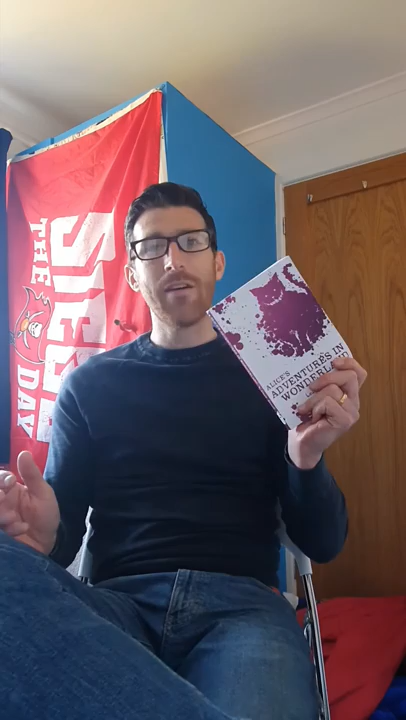 THE
DAY
ALICE'S
ADVENTURES IN
WONDERLAND